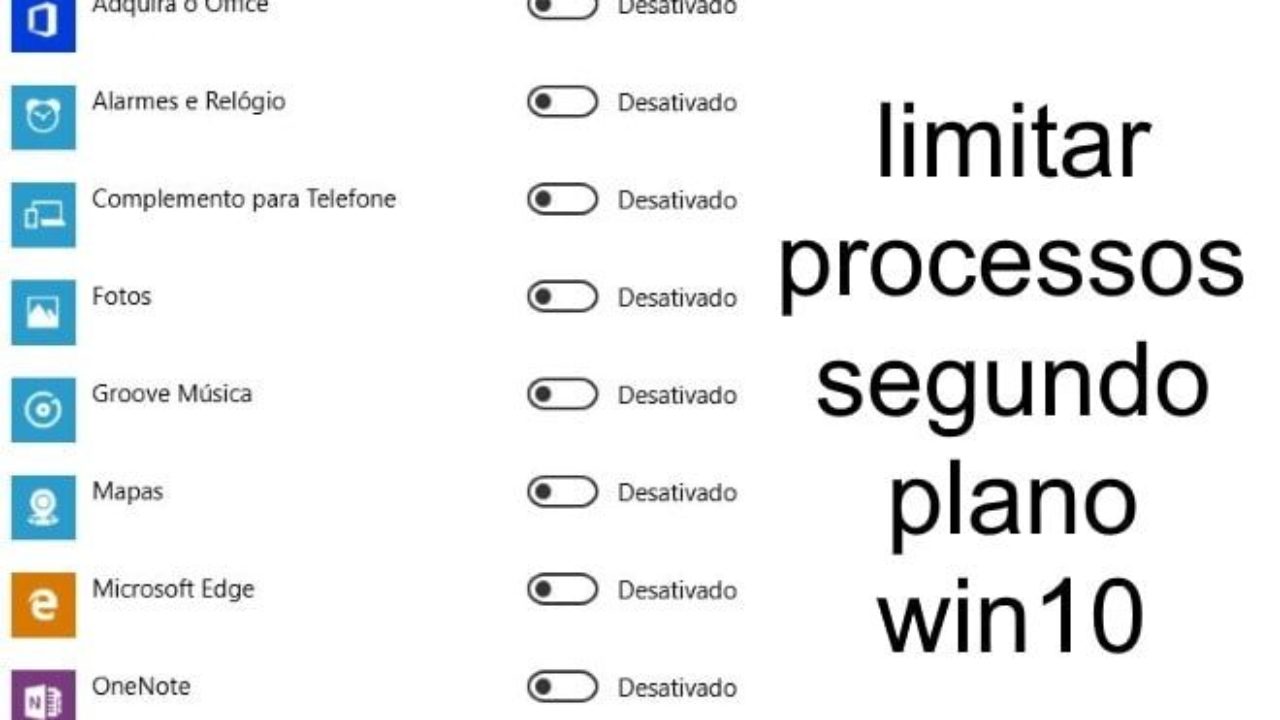 Adquira o Office Desativado
Alarmes e Relógio Desativado
Complemento para Telefone Desativado
Fotos Desativado
Groove Música Desativado
Mapas Desativado
Microsoft Edge Desativado
OneNote Desativado
limitar
processos
segundo
plano
win10